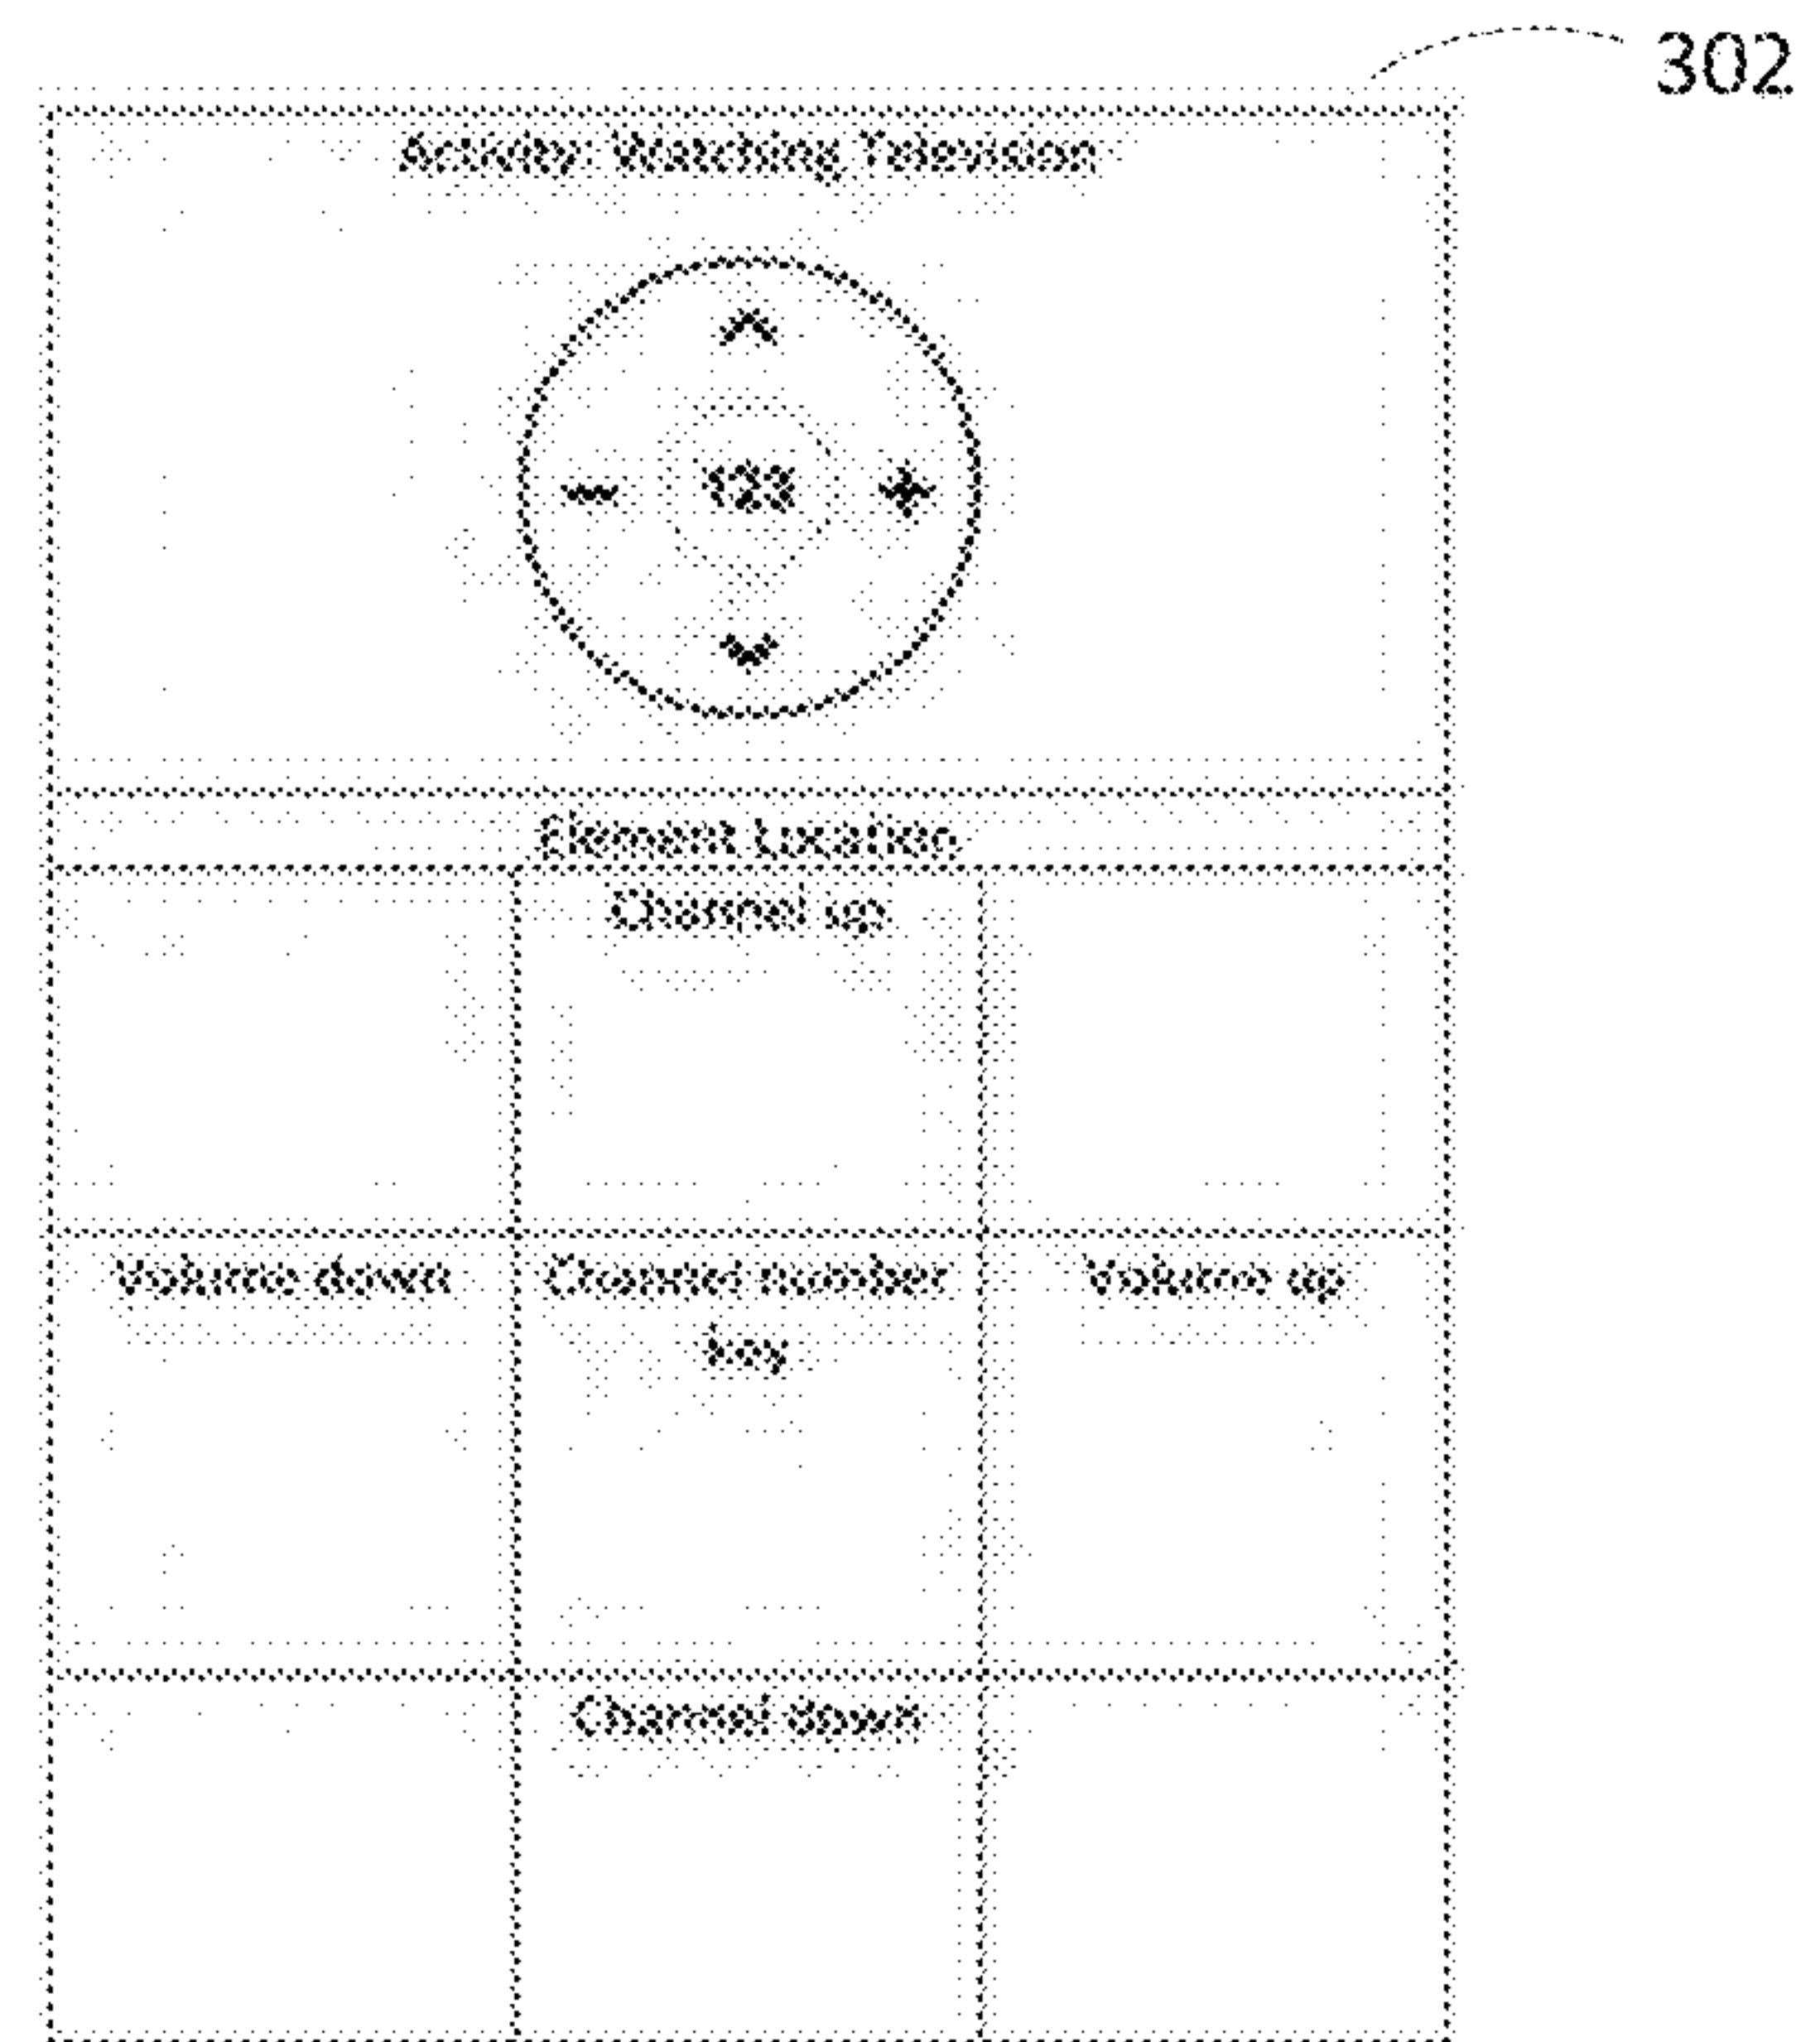 302
Activity: Watching Television
^
− 123 +
⌄
Element Location
Channel up
Volume down Channel number Volume up
key
Channel down